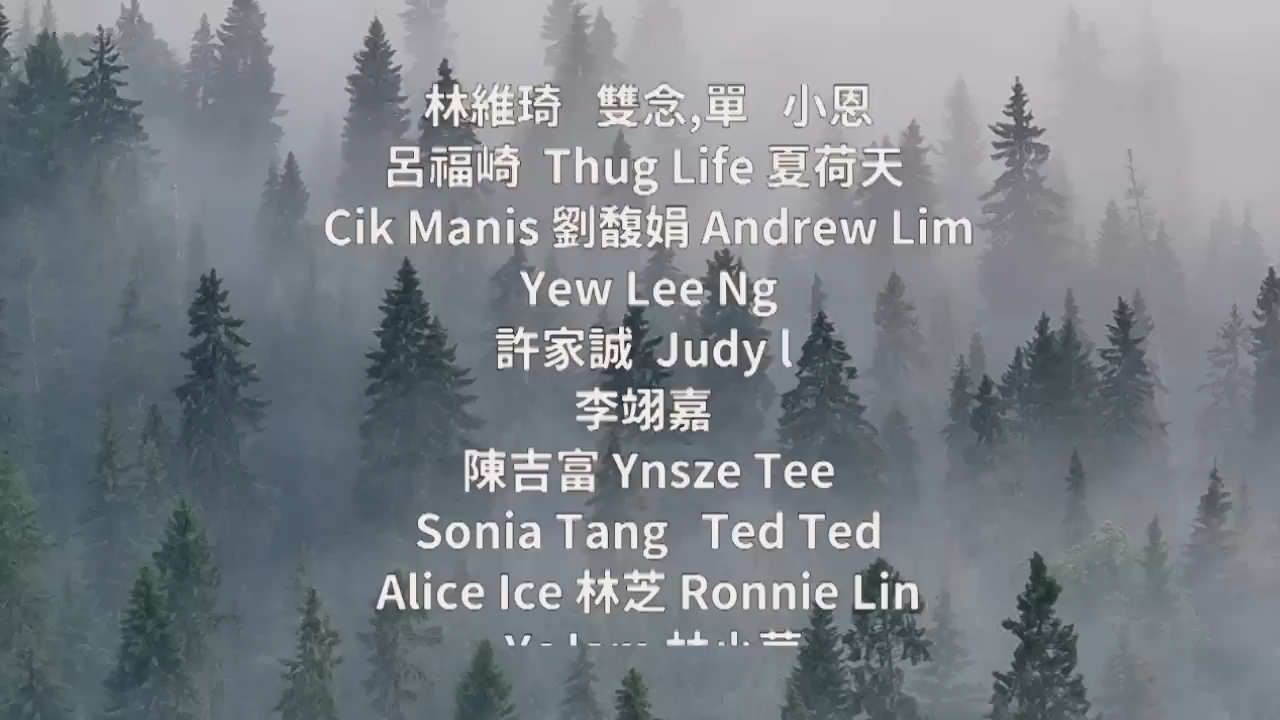 林維琦 雙念,單 小恩
呂福崎 Thug Life 夏荷天
Cik Manis 劉馥娟 Andrew Lim
Yew Lee Ng
許家誠 Judy l
李翊嘉
陳吉富 Ynsze Tee
Sonia Tang Ted Ted
Alice Ice 林芝 Ronnie Lin